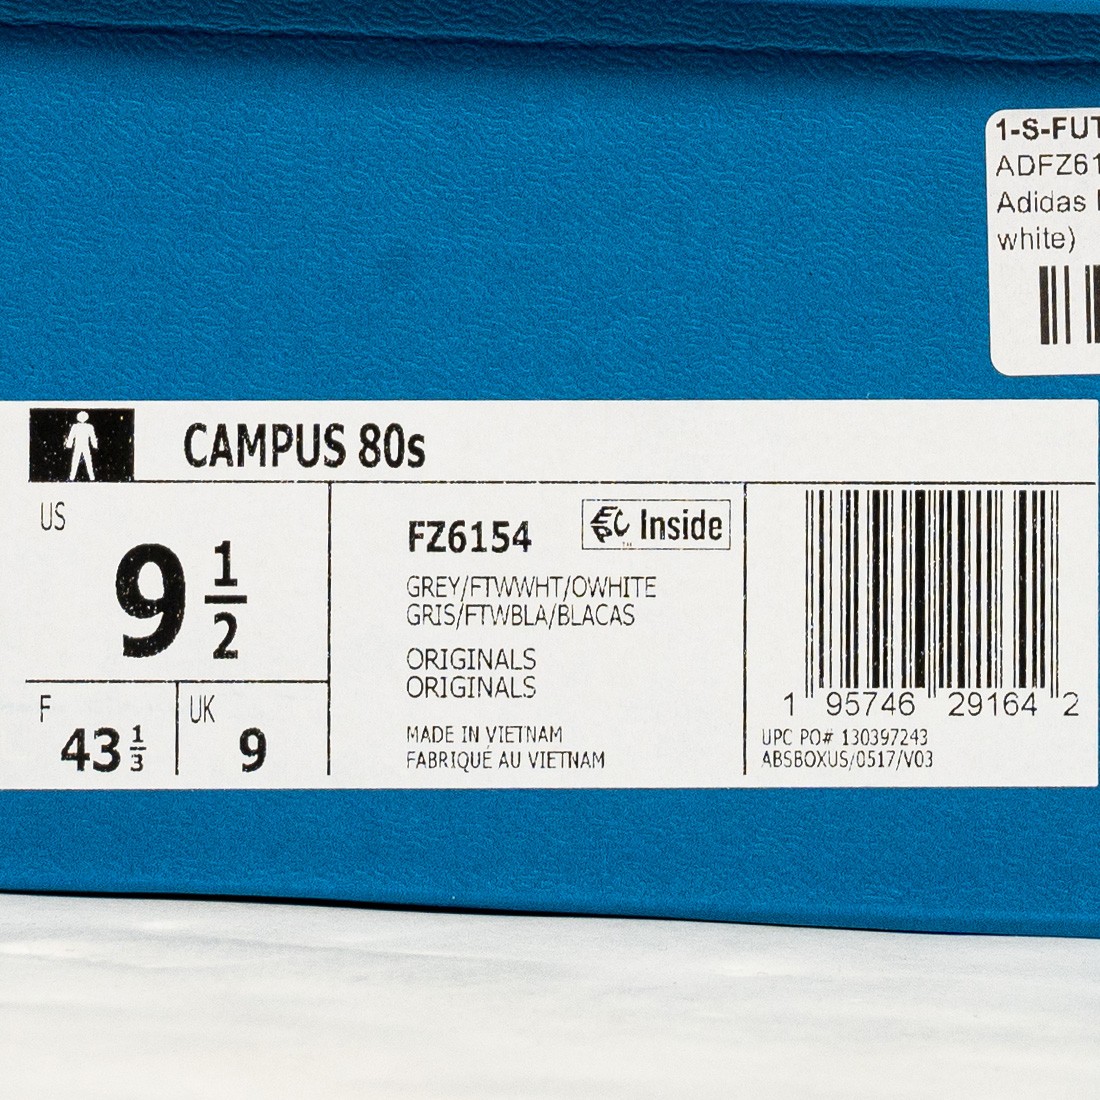 1-S-FUT
ADFZ61
Adidas
white)
CAMPUS 80s
US
9 1/2
F
43 1/3
UK
9
FZ6154
EPC Inside
GREY/FTWWHT/OWHITE
GRIS/FTWBLA/BLACAS
ORIGINALS
ORIGINALS
MADE IN VIETNAM
FABRIQUÉ AU VIETNAM
1 95746 29164 2
UPC PO# 130397243
ABSBOXUS/0517/V03